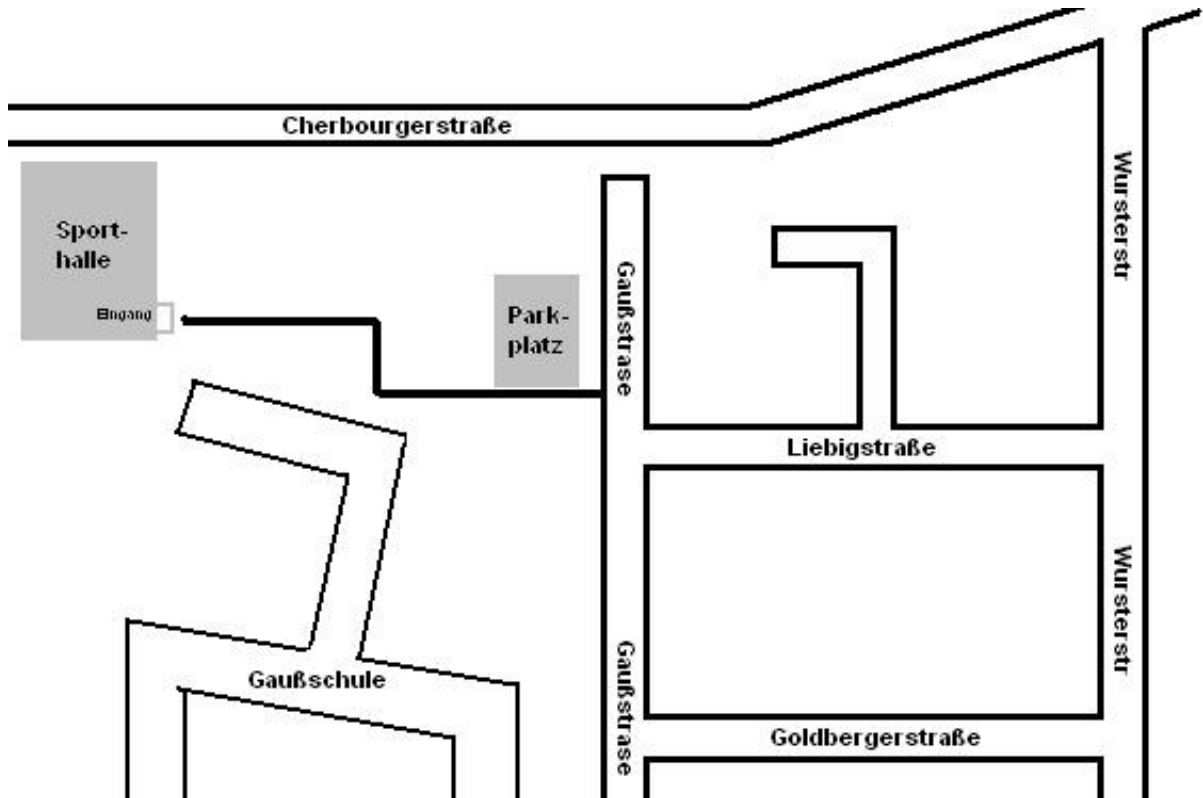 Cherbourgerstraße
Sport-
halle
Eingang
Park-
platz
Gaußstrase
Wursterstr
Liebigstraße
Gaußschule
Gaußstrase
Wursterstr
Goldbergerstraße